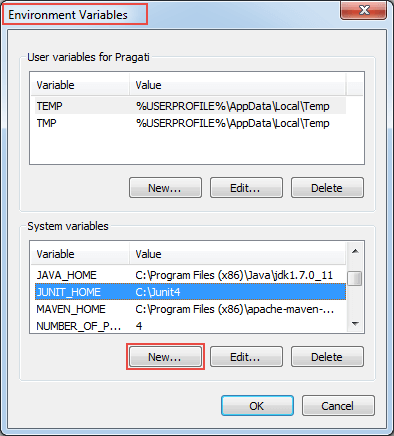 Environment Variables
User variables for Pragati
Variable Value
TEMP %USERPROFILE%\AppData\Local\Temp
TMP %USERPROFILE%\AppData\Local\Temp
New... Edit... Delete
System variables
Variable Value
JAVA_HOME C:\Program Files (x86)\Java\jdk1.7.0_11
JUNIT_HOME C:\Junit4
MAVEN_HOME C:\Program Files (x86)\apache-maven-...
NUMBER_OF_P... 4
New... Edit... Delete
OK Cancel